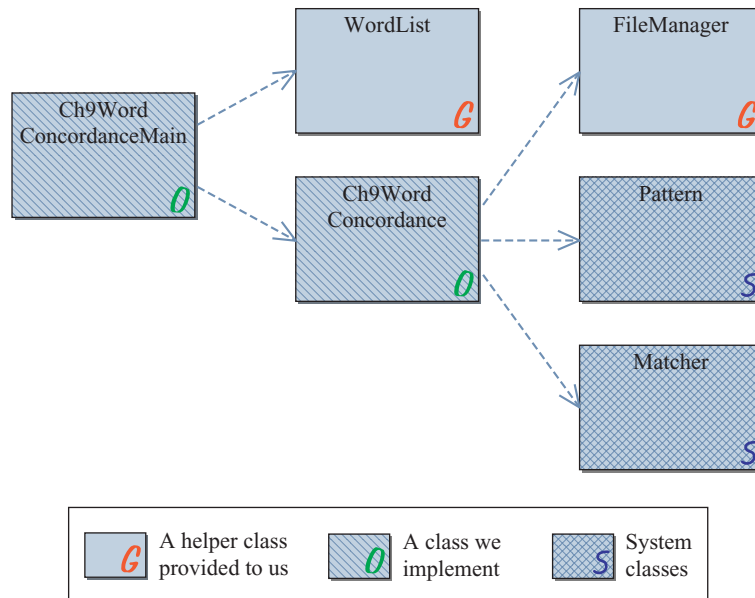 WordList
G
FileManager
G
Ch9Word
ConcordanceMain
O
Ch9Word
Concordance
O
Pattern
S
Matcher
S
G
A helper class
provided to us
O
A class we
implement
S
System
classes